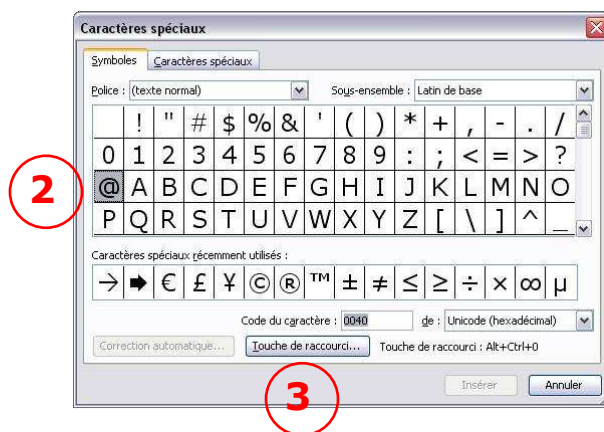 Caractères spéciaux
Symboles Caractères spéciaux
Police : (texte normal) Sous-ensemble : Latin de base
! " # $ % & ' ( ) * + , - . /
0 1 2 3 4 5 6 7 8 9 : ; < = > ?
@ A B C D E F G H I J K L M N O
P Q R S T U V W X Y Z [ \ ] ^ _
2
Caractères spéciaux récemment utilisés :
→ ➡ € £ ¥ © ® ™ ± ≠ ≤ ≥ ÷ × ∞ µ
Code du caractère : 0040 de : Unicode (hexadécimal)
Correction automatique... Touche de raccourci... Touche de raccourci : Alt+Ctrl+0
3
Insérer Annuler